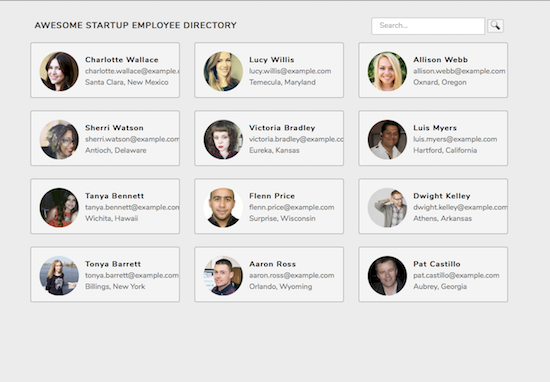 AWESOME STARTUP EMPLOYEE DIRECTORY
Search...
Charlotte Wallace
charlotte.wallace@example.
Santa Clara, New Mexico
Lucy Willis
lucy.willis@example.com
Temecula, Maryland
Allison Webb
allison.webb@example.com
Oxnard, Oregon
Sherri Watson
sherri.watson@example.com
Antioch, Delaware
Victoria Bradley
victoria.bradley@example.co
Eureka, Kansas
Luis Myers
luis.myers@example.com
Hartford, California
Tanya Bennett
tanya.bennett@example.com
Wichita, Hawaii
Flenn Price
flenn.price@example.com
Surprise, Wisconsin
Dwight Kelley
dwight.kelley@example.com
Athens, Arkansas
Tonya Barrett
tonya.barrett@example.com
Billings, New York
Aaron Ross
aaron.ross@example.com
Orlando, Wyoming
Pat Castillo
pat.castillo@example.com
Aubrey, Georgia